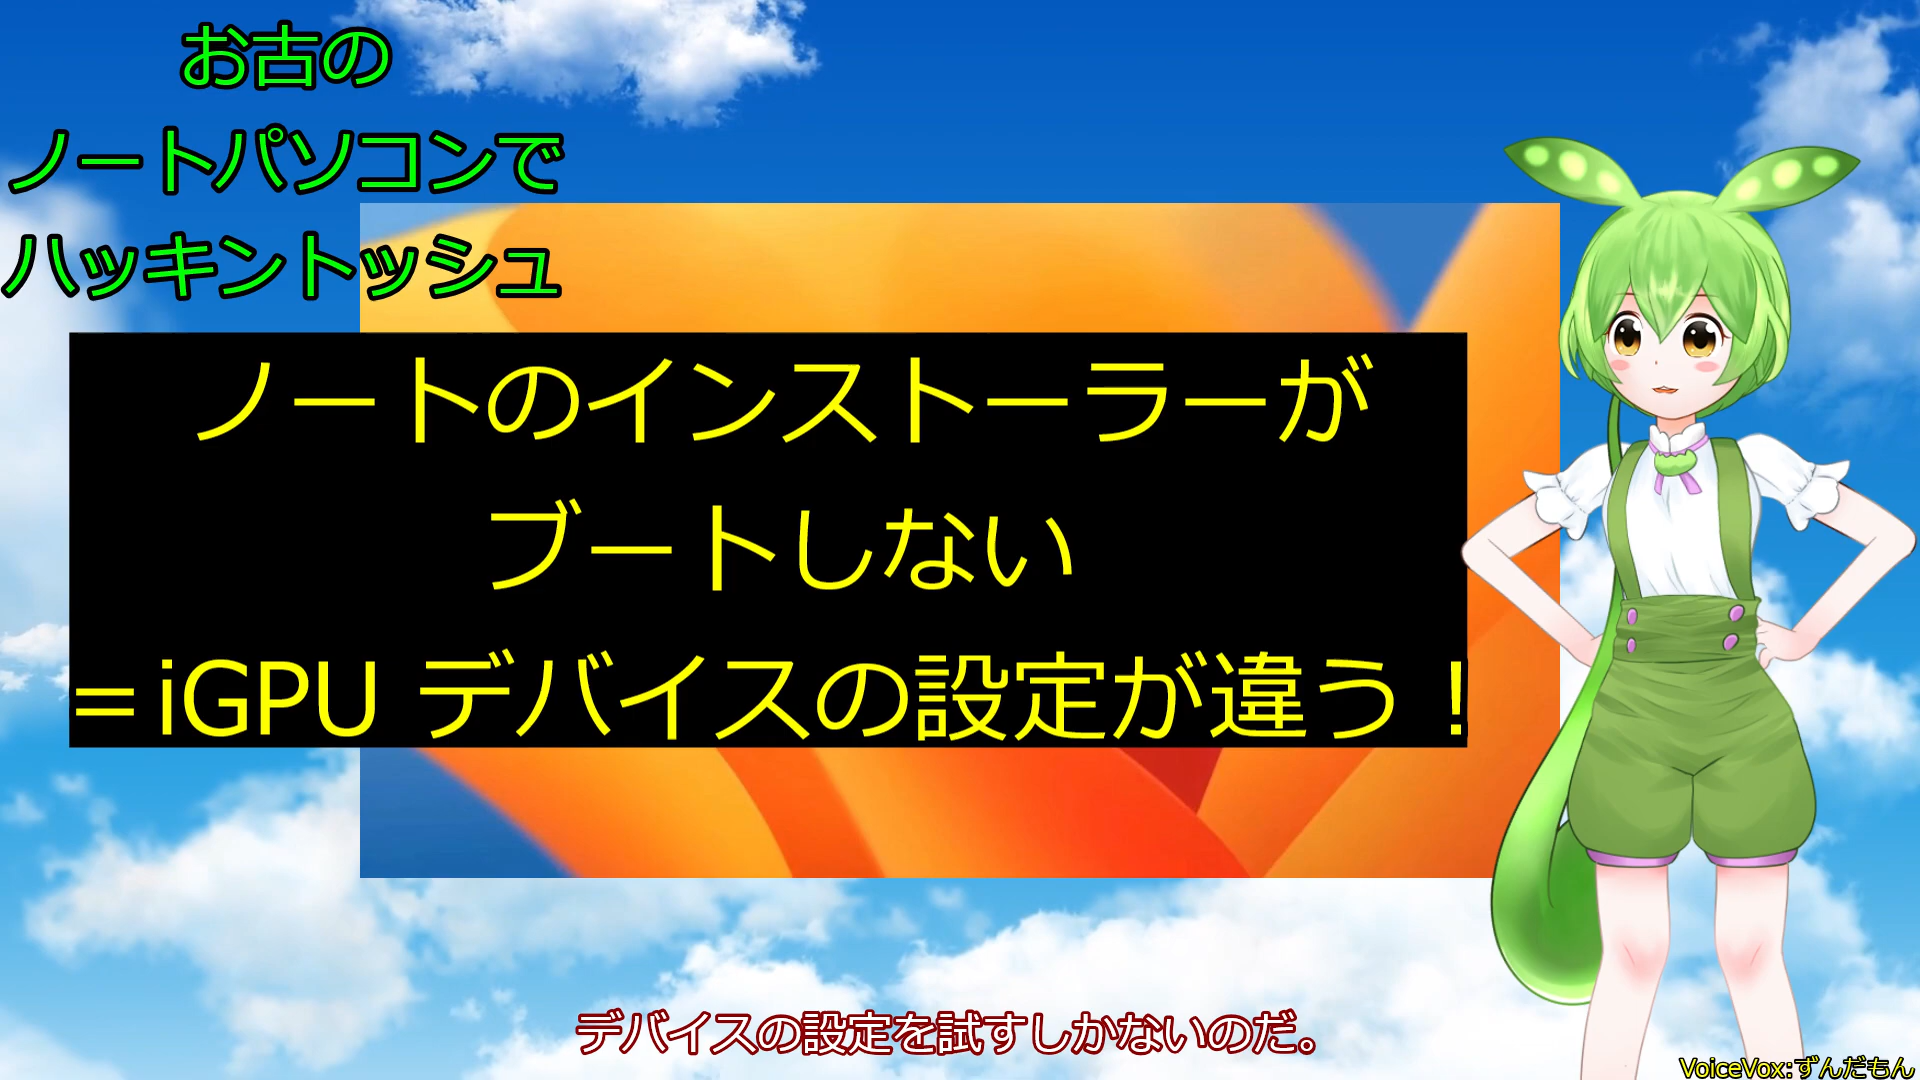 お古の
ノートパソコンで
ハッキントッシュ
ノートのインストーラーが
ブートしない
＝iGPU デバイスの設定が違う！
デバイスの設定を試すしかないのだ。
VoiceVox:ずんだもん